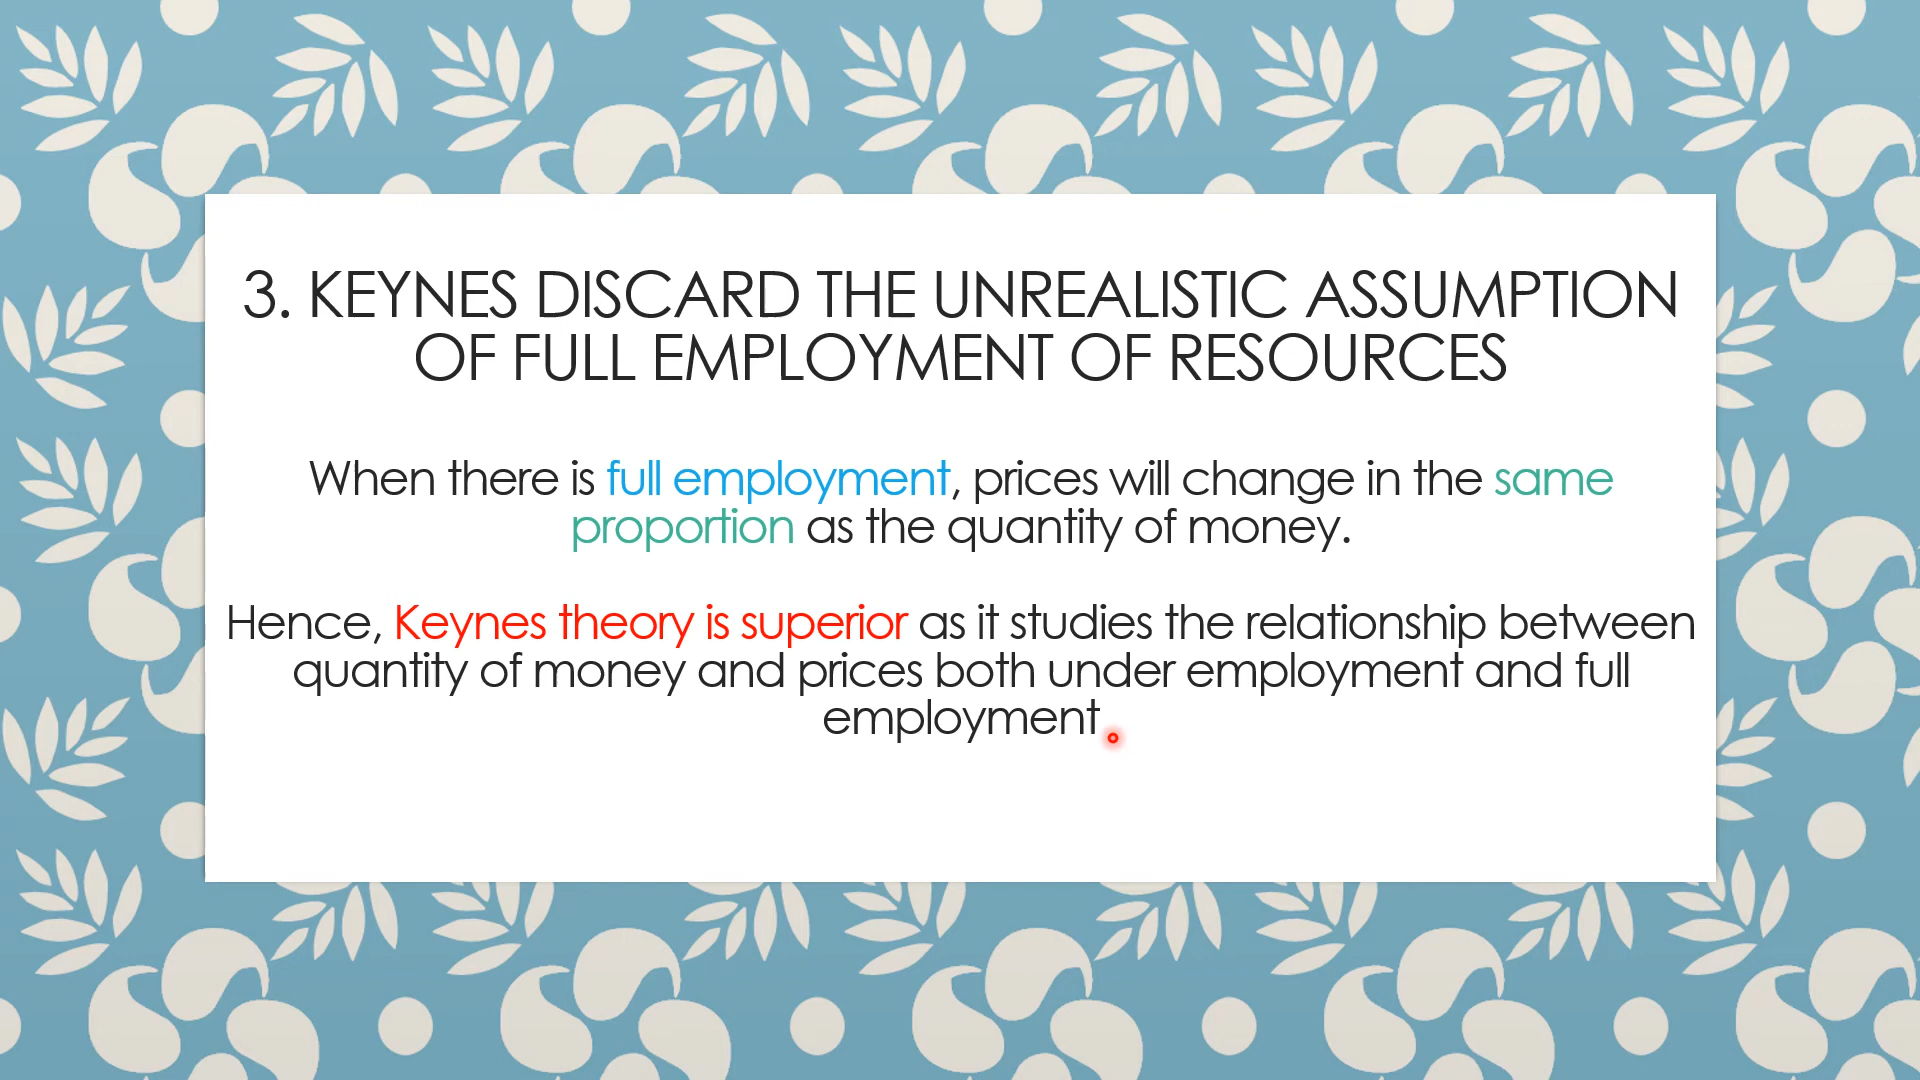 3. KEYNES DISCARD THE UNREALISTIC ASSUMPTION
OF FULL EMPLOYMENT OF RESOURCES
When there is full employment, prices will change in the same
proportion as the quantity of money.
Hence, Keynes theory is superior as it studies the relationship between
quantity of money and prices both under employment and full
employment.